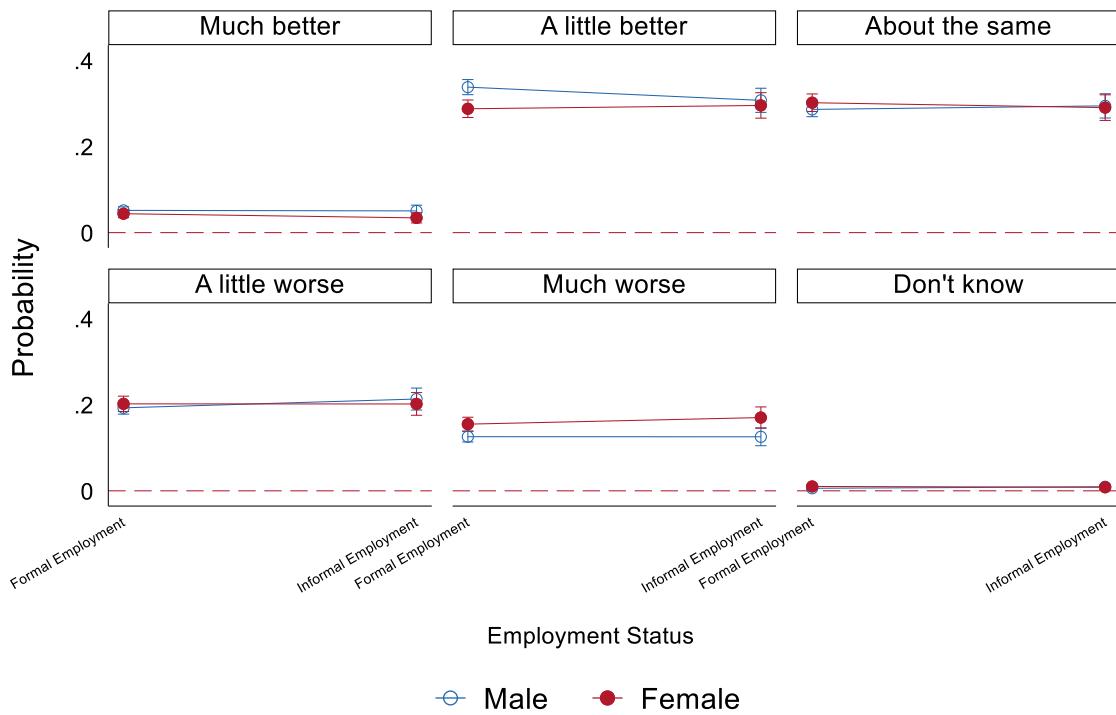 Much better
A little better
About the same
.4
.2
0
Probability
A little worse
Much worse
Don't know
.4
.2
0
Formal Employment
Informal Employment
Formal Employment
Informal Employment
Formal Employment
Informal Employment
Employment Status
Male
Female